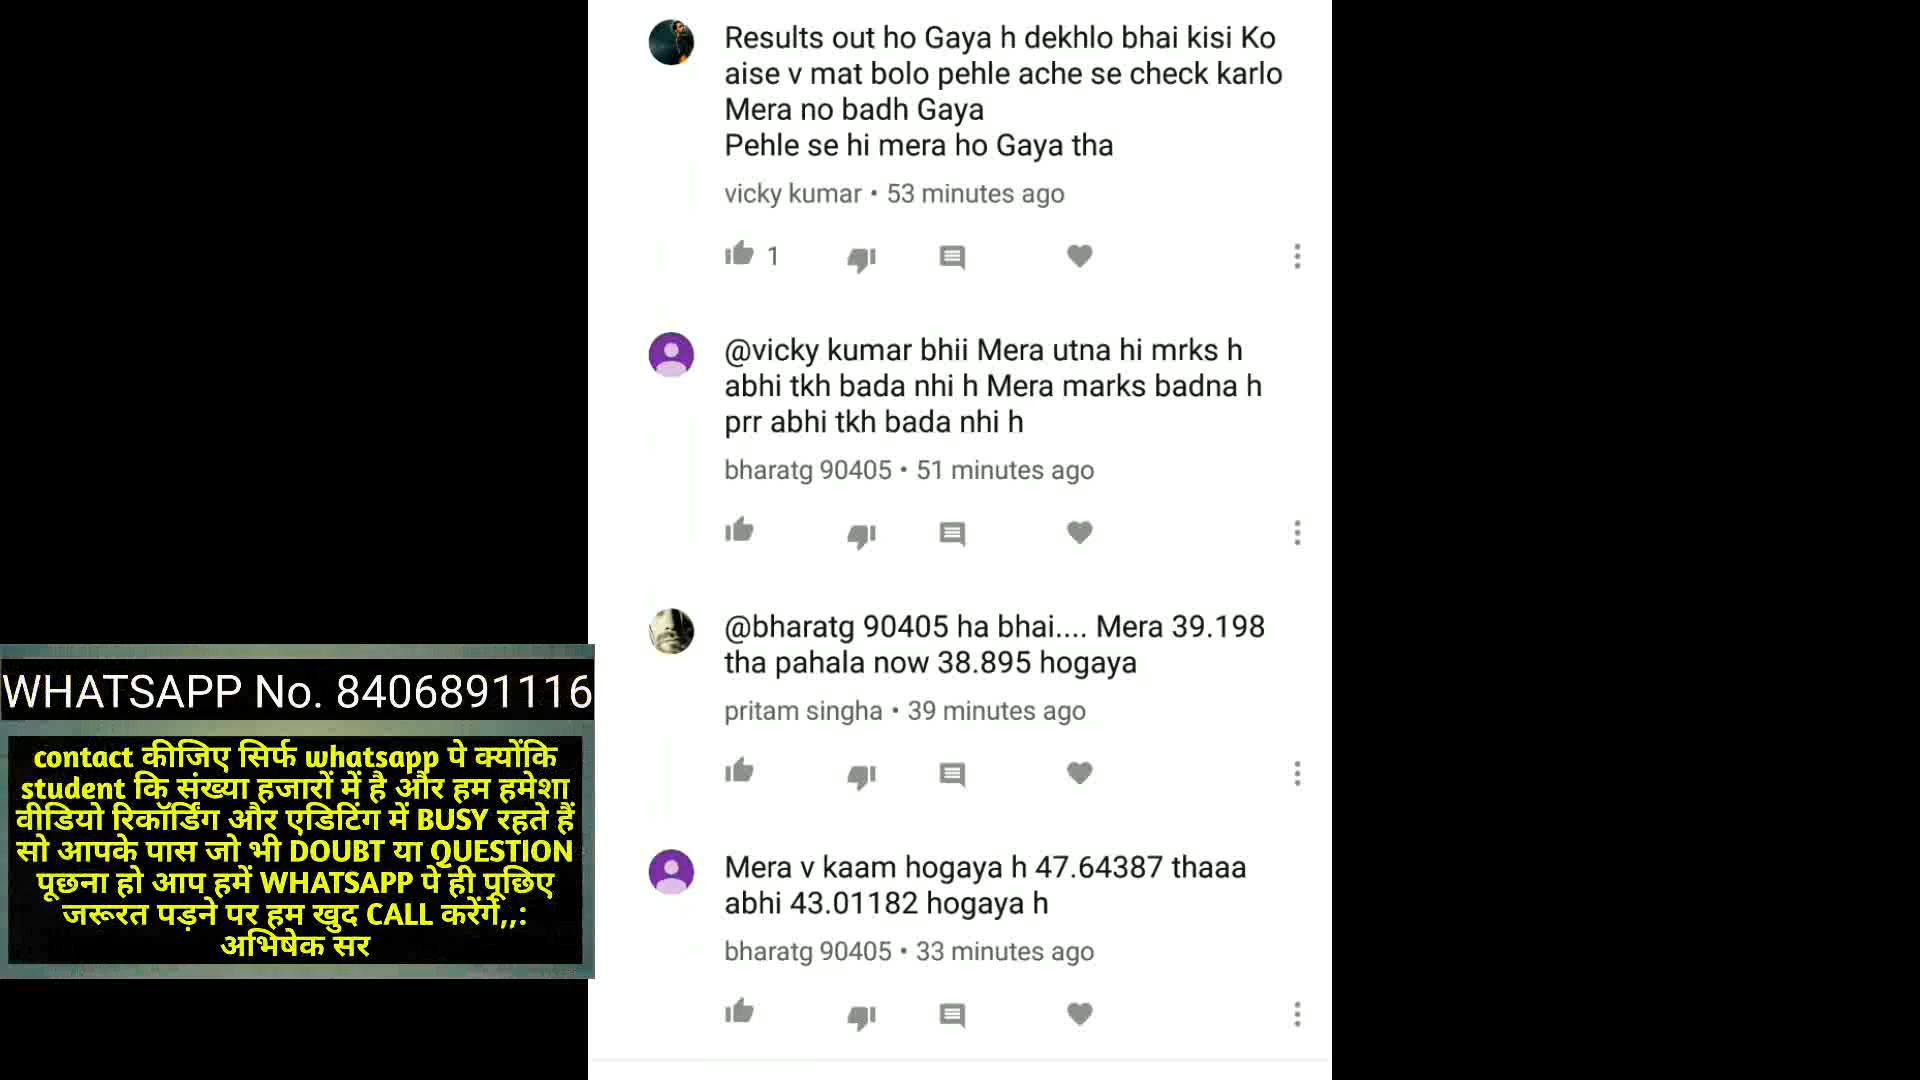 Results out ho Gaya h dekhlo bhai kisi Ko
aise v mat bolo pehle ache se check karlo
Mera no badh Gaya
Pehle se hi mera ho Gaya tha
vicky kumar • 53 minutes ago
1
@vicky kumar bhii Mera utna hi mrks h
abhi tkh bada nhi h Mera marks badna h
prr abhi tkh bada nhi h
bharatg 90405 • 51 minutes ago
@bharatg 90405 ha bhai.... Mera 39.198
tha pahala now 38.895 hogaya
pritam singha • 39 minutes ago
Mera v kaam hogaya h 47.64387 thaaa
abhi 43.01182 hogaya h
bharatg 90405 • 33 minutes ago
WHATSAPP No. 8406891116
contact कीजिए सिर्फ whatsapp पे क्योंकि
student कि संख्या हजारों में है और हम हमेशा
वीडियो रिकॉर्डिंग और एडिटिंग में BUSY रहते हैं
सो आपके पास जो भी DOUBT या QUESTION
पूछना हो आप हमें WHATSAPP पे ही पूछिए
जरूरत पड़ने पर हम खुद CALL करेंगे,,:
अभिषेक सर